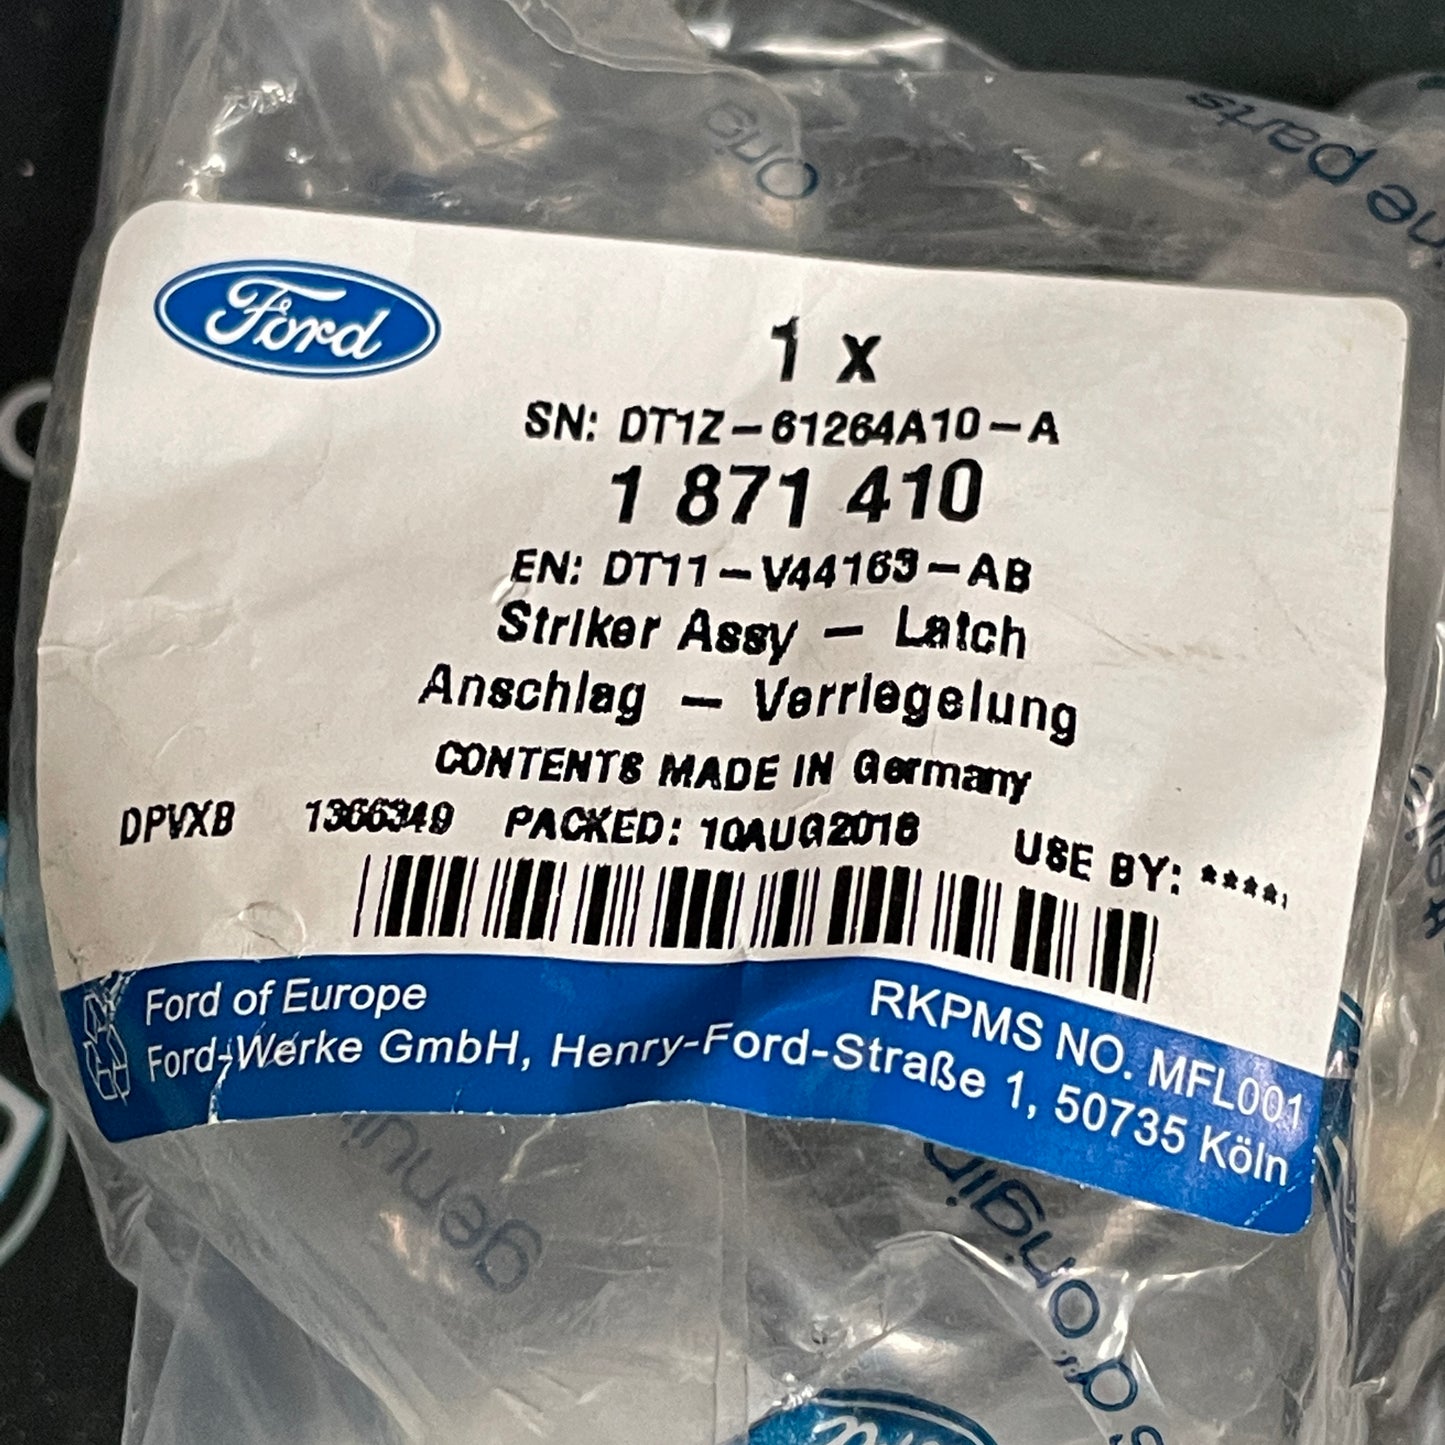 Ford
1 x
SN: DT1Z-61264A10-A
1 871 410
EN: DT11-V44163-AB
Striker Assy - Latch
Anschlag - Verriegelung
CONTENTS MADE IN Germany
DPVXB 1366349 PACKED: 10AUG2016 USE BY: ****
Ford of Europe RKPMS NO. MFL001
Ford-Werke GmbH, Henry-Ford-Straße 1, 50735 Köln
parts
d'origine